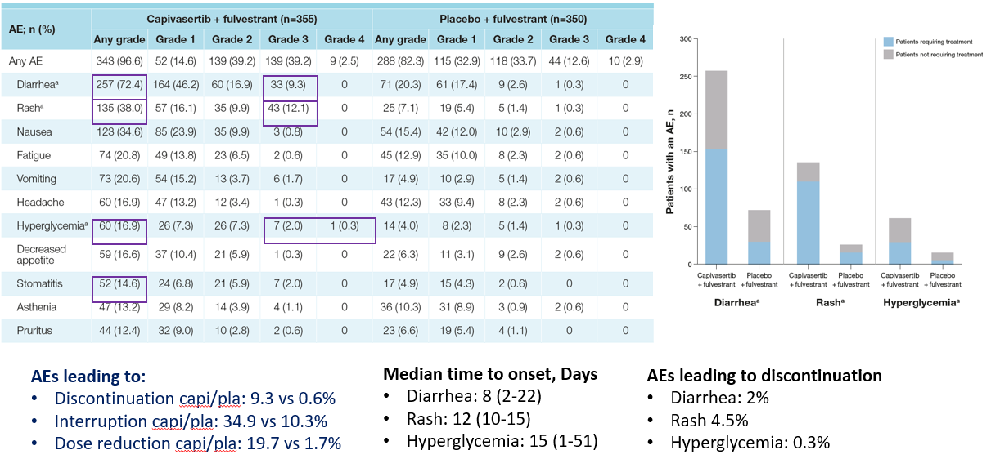 AE; n (%) Capivasertib + fulvestrant (n=355) Placebo + fulvestrant (n=350)
Any grade Grade 1 Grade 2 Grade 3 Grade 4 Any grade Grade 1 Grade 2 Grade 3 Grade 4
Any AE 343 (96.6) 52 (14.6) 139 (39.2) 139 (39.2) 9 (2.5) 288 (82.3) 115 (32.9) 118 (33.7) 44 (12.6) 10 (2.9)
Diarrheaᵃ 257 (72.4) 164 (46.2) 60 (16.9) 33 (9.3) 0 71 (20.3) 61 (17.4) 9 (2.6) 1 (0.3) 0
Rashᵃ 135 (38.0) 57 (16.1) 35 (9.9) 43 (12.1) 0 25 (7.1) 19 (5.4) 5 (1.4) 1 (0.3) 0
Nausea 123 (34.6) 85 (23.9) 35 (9.9) 3 (0.8) 0 54 (15.4) 42 (12.0) 10 (2.9) 2 (0.6) 0
Fatigue 74 (20.8) 49 (13.8) 23 (6.5) 2 (0.6) 0 45 (12.9) 35 (10.0) 8 (2.3) 2 (0.6) 0
Vomiting 73 (20.6) 54 (15.2) 13 (3.7) 6 (1.7) 0 17 (4.9) 10 (2.9) 5 (1.4) 2 (0.6) 0
Headache 60 (16.9) 47 (13.2) 12 (3.4) 1 (0.3) 0 43 (12.3) 33 (9.4) 8 (2.3) 2 (0.6) 0
Hyperglycemiaᵃ 60 (16.9) 26 (7.3) 26 (7.3) 7 (2.0) 1 (0.3) 14 (4.0) 8 (2.3) 5 (1.4) 1 (0.3) 0
Decreased
appetite 59 (16.6) 37 (10.4) 21 (5.9) 1 (0.3) 0 22 (6.3) 11 (3.1) 9 (2.6) 2 (0.6) 0
Stomatitis 52 (14.6) 24 (6.8) 21 (5.9) 7 (2.0) 0 17 (4.9) 15 (4.3) 2 (0.6) 0 0
Asthenia 47 (13.2) 29 (8.2) 14 (3.9) 4 (1.1) 0 36 (10.3) 31 (8.9) 3 (0.9) 2 (0.6) 0
Pruritus 44 (12.4) 32 (9.0) 10 (2.8) 2 (0.6) 0 23 (6.6) 19 (5.4) 4 (1.1) 0 0
Patients requiring treatment
Patients not requiring treatment
Patients with an AE, n
300
250
200
150
100
50
0
Capivasertib Placebo Capivasertib Placebo Capivasertib Placebo
+ fulvestrant + fulvestrant + fulvestrant + fulvestrant + fulvestrant + fulvestrant
Diarrheaᵃ Rashᵃ Hyperglycemiaᵃ
AEs leading to:
• Discontinuation capi/pla: 9.3 vs 0.6%
• Interruption capi/pla: 34.9 vs 10.3%
• Dose reduction capi/pla: 19.7 vs 1.7%
Median time to onset, Days
• Diarrhea: 8 (2-22)
• Rash: 12 (10-15)
• Hyperglycemia: 15 (1-51)
AEs leading to discontinuation
• Diarrhea: 2%
• Rash 4.5%
• Hyperglycemia: 0.3%